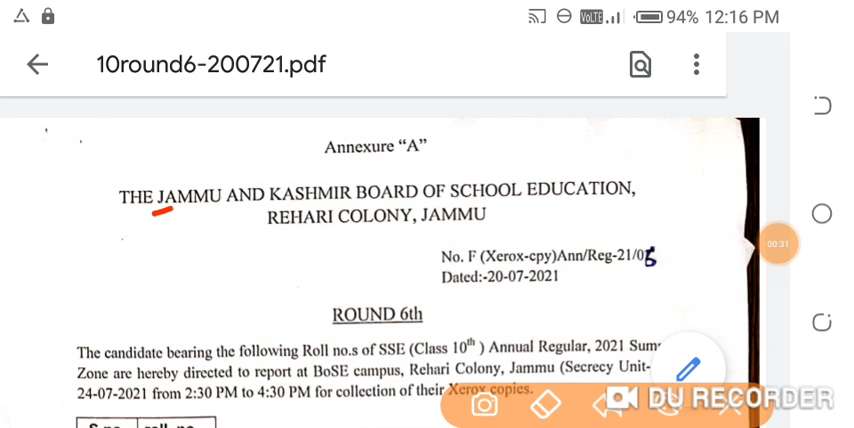 VoLTE 94% 12:16 PM
10round6-200721.pdf
Annexure “A”
THE JAMMU AND KASHMIR BOARD OF SCHOOL EDUCATION,
REHARI COLONY, JAMMU
00:31
No. F (Xerox-cpy)Ann/Reg-21/05
Dated:-20-07-2021
ROUND 6th
The candidate bearing the following Roll no.s of SSE (Class 10th ) Annual Regular, 2021
Zone are hereby directed to report at BoSE campus, Rehari Colony, Jammu (Secrecy Unit-
24-07-2021 from 2:30 PM to 4:30 PM for collection of their Xerox copies.
DU RECORDER